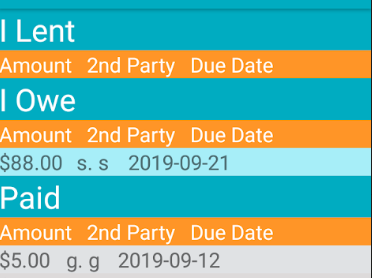 I Lent
Amount 2nd Party Due Date
I Owe
Amount 2nd Party Due Date
$88.00 s. s 2019-09-21
Paid
Amount 2nd Party Due Date
$5.00 g. g 2019-09-12